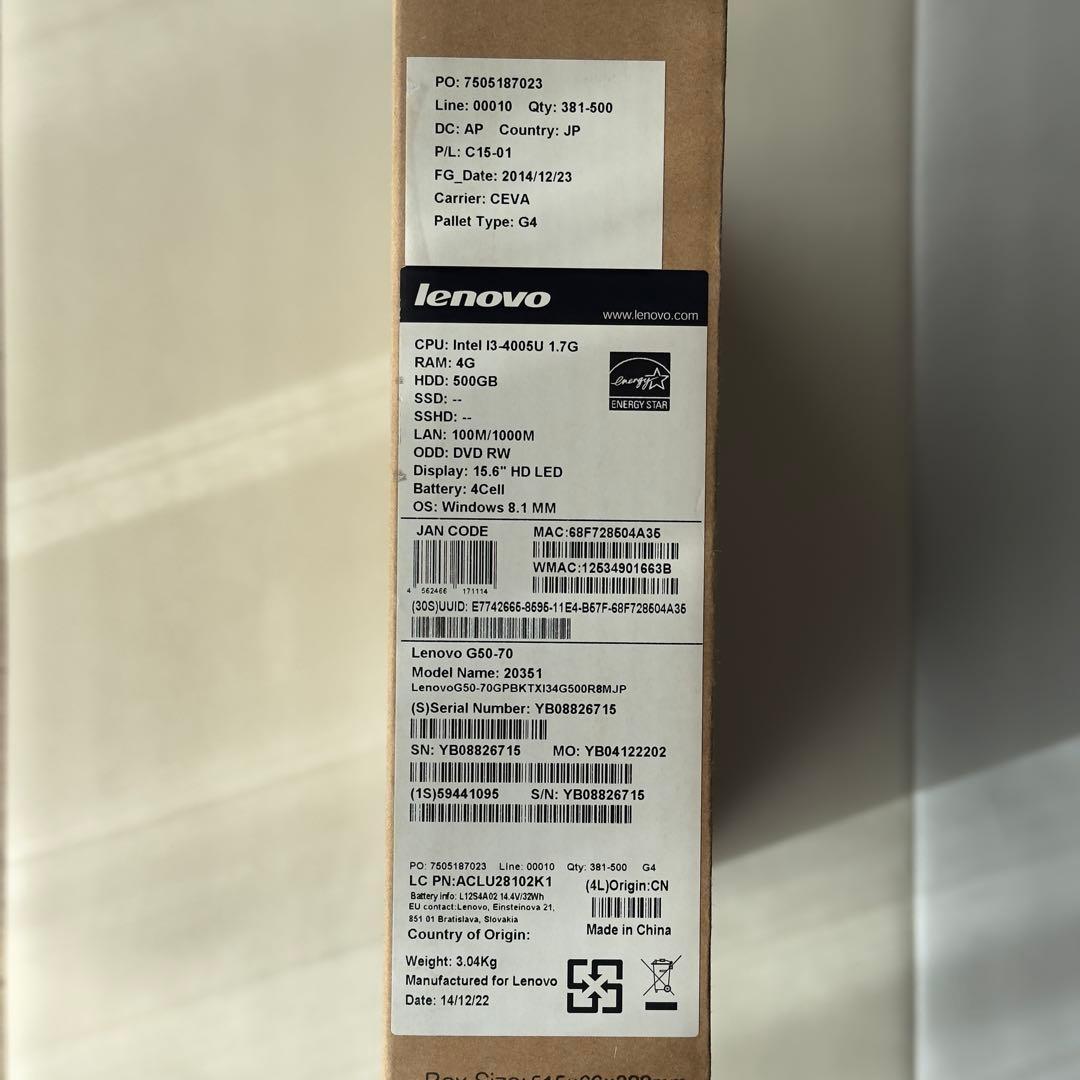 PO: 7505187023
Line: 00010 Qty: 381-500
DC: AP Country: JP
P/L: C15-01
FG_Date: 2014/12/23
Carrier: CEVA
Pallet Type: G4
lenovo
www.lenovo.com
CPU: Intel I3-4005U 1.7G
RAM: 4G
HDD: 500GB
SSD: --
SSHD: --
LAN: 100M/1000M
ODD: DVD RW
Display: 15.6" HD LED
Battery: 4Cell
OS: Windows 8.1 MM
energy
ENERGY STAR
JAN CODE
4 562466 171114
MAC:68F728504A35
WMAC:12534901663B
(30S)UUID: E7742665-8595-11E4-B57F-68F728504A35
Lenovo G50-70
Model Name: 20351
LenovoG50-70GPBKTXI34G500R8MJP
(S)Serial Number: YB08826715
SN: YB08826715 MO: YB04122202
(1S)59441095 S/N: YB08826715
PO: 7505187023 Line: 00010 Qty: 381-500 G4
LC PN:ACLU28102K1
(4L)Origin:CN
Battery info: L12S4A02 14.4V/32Wh
EU contact:Lenovo, Einsteinova 21,
851 01 Bratislava, Slovakia
Country of Origin:
Made in China
Weight: 3.04Kg
Manufactured for Lenovo
Date: 14/12/22